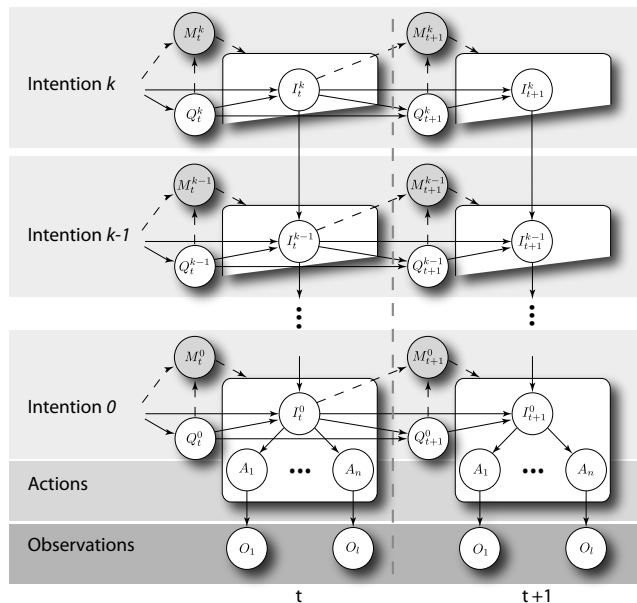 M_t^k M_{t+1}^k
Intention k I_t^k I_{t+1}^k
Q_t^k Q_{t+1}^k
M_t^{k-1} M_{t+1}^{k-1}
Intention k-1 I_t^{k-1} I_{t+1}^{k-1}
Q_t^{k-1} Q_{t+1}^{k-1}
M_t^0 M_{t+1}^0
Intention 0 I_t^0 I_{t+1}^0
Q_t^0 Q_{t+1}^0
Actions A_1 ••• A_n A_1 ••• A_n
Observations O_1 O_l O_1 O_l
t t+1